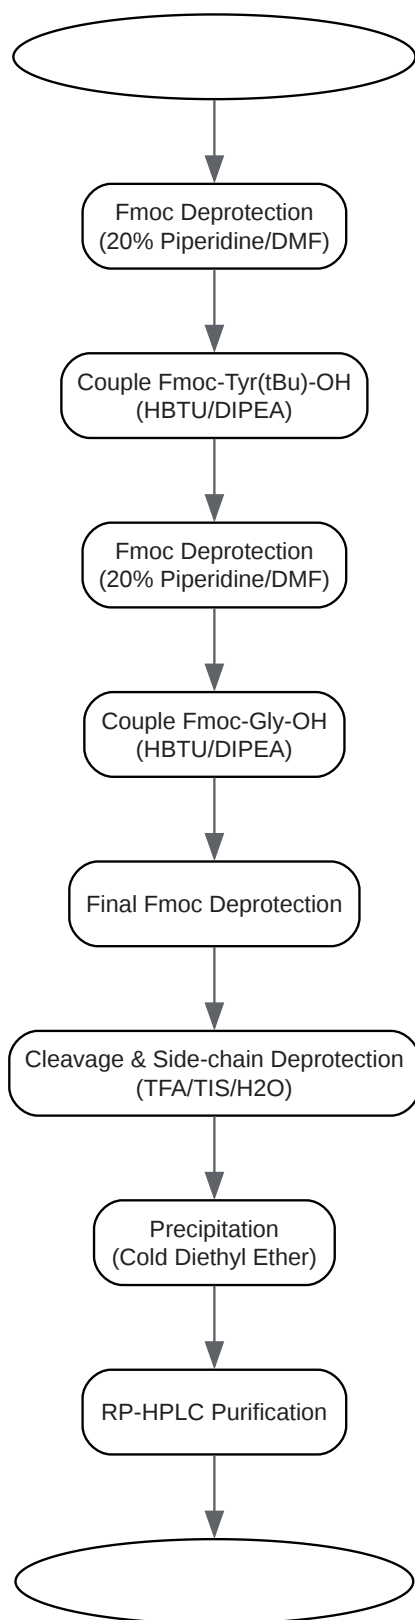 Fmoc Deprotection
(20% Piperidine/DMF)
Couple Fmoc-Tyr(tBu)-OH
(HBTU/DIPEA)
Fmoc Deprotection
(20% Piperidine/DMF)
Couple Fmoc-Gly-OH
(HBTU/DIPEA)
Final Fmoc Deprotection
Cleavage & Side-chain Deprotection
(TFA/TIS/H2O)
Precipitation
(Cold Diethyl Ether)
RP-HPLC Purification